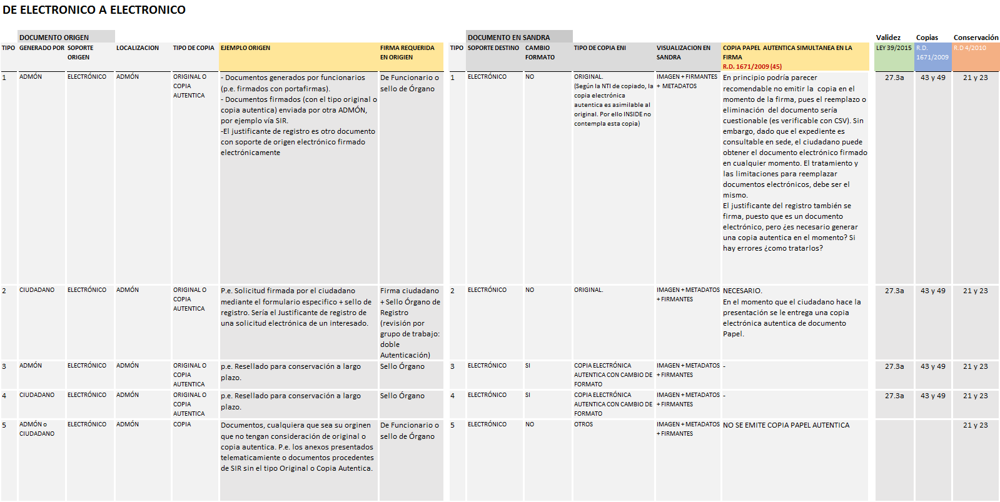 DE ELECTRONICO A ELECTRONICO
DOCUMENTO ORIGEN
DOCUMENTO EN SANDRA
Validez
Copias
Conservación
TIPO
GENERADO POR
SOPORTE
ORIGEN
LOCALIZACION
TIPO DE COPIA
EJEMPLO ORIGEN
FIRMA REQUERIDA
EN ORIGIEN
TIPO
SOPORTE DESTINO
CAMBIO
FORMATO
TIPO DE COPIA ENI
VISUALIZACION EN
SANDRA
COPIA PAPEL AUTENTICA SIMULTANEA EN LA
FIRMA
R.D. 1671/2009 (45)
LEY 39/2015
R.D.
1671/2009
R.D 4/2010
1
ADMÓN
ELECTRÓNICO
ADMÓN
ORIGINAL O
COPIA
AUTENTICA
- Documentos generados por funcionarios
(p.e. firmados con portafirmas).
- Documentos firmados (con el tipo original o
copia autentica) enviada por otra ADMÓN,
por ejemplo vía SIR.
-El justificante de registro es otro documento
con soporte de origen electrónico firmado
electrónicamente
De Funcionario o
sello de Órgano
1
ELECTRÓNICO
NO
ORIGINAL.
(Según la NTI de copiado, la
copia electrónica
autentica es asimilable al
original. Por ello INSIDE no
contempla esta copia)
IMAGEN + FIRMANTES
+ METADATOS
En principio podría parecer
recomendable no emitir la copia en el
momento de la firma, pues el reemplazo o
eliminación del documento sería
cuestionable (es verificable con CSV). Sin
embargo, dado que el expediente es
consultable en sede, el ciudadano puede
obtener el documento electrónico firmado
en cualquier momento. El tratamiento y
las limitaciones para reemplazar
documentos electrónicos, debe ser el
mismo.
El justificante del registro también se
firma, puesto que es un documento
electrónico, pero ¿es necesario generar
una copia autentica en el momento? Si
hay errores ¿como tratarlos?
27.3a
43 y 49
21 y 23
2
CIUDADANO
ELECTRÓNICO
ADMÓN
ORIGINAL O
COPIA
AUTENTICA
P.e. Solicitud firmada por el ciudadano
mediante el formulario especifico + sello de
registro. Sería el Justificante de registro de
una solicitud electrónica de un interesado.
Firma ciudadano
+ Sello Órgano de
Registro
(revisión por
grupo de trabajo:
doble
Autenticación)
2
ELECTRÓNICO
NO
ORIGINAL.
IMAGEN + METADATOS
+ FIRMANTES
NECESARIO.
En el momento que el ciudadano hace la
presentación se le entrega una copia
electrónica autentica de documento
Papel.
27.3a
43 y 49
21 y 23
3
ADMÓN
ELECTRÓNICO
ADMÓN
ORIGINAL O
COPIA
AUTENTICA
p.e. Resellado para conservación a largo
plazo.
Sello Órgano
3
ELECTRÓNICO
SI
COPIA ELECTRÓNICA
AUTENTICA CON CAMBIO DE
FORMATO
IMAGEN + METADATOS
+ FIRMANTES
-
27.3a
43 y 49
21 y 23
4
CIUDADANO
ELECTRÓNICO
ADMÓN
ORIGINAL O
COPIA
AUTENTICA
p.e. Resellado para conservación a largo
plazo.
Sello Órgano
4
ELECTRÓNICO
SI
COPIA ELECTRÓNICA
AUTENTICA CON CAMBIO DE
FORMATO
IMAGEN + METADATOS
+ FIRMANTES
-
27.3a
43 y 49
21 y 23
5
ADMÓN o
CIUDADANO
ELECTRÓNICO
ADMÓN
COPIA
Documentos, cualquiera que sea su orginen
que no tengan consideración de original o
copia autentica. P.e. los anexos presentados
telematicamente o documentos procedentes
de SIR sin el tipo Original o Copia Autentica.
De Funcionario o
sello de Órgano
5
ELECTRÓNICO
NO
OTROS
IMAGEN + METADATOS
+ FIRMANTES
NO SE EMITE COPIA PAPEL AUTENTICA
21 y 23